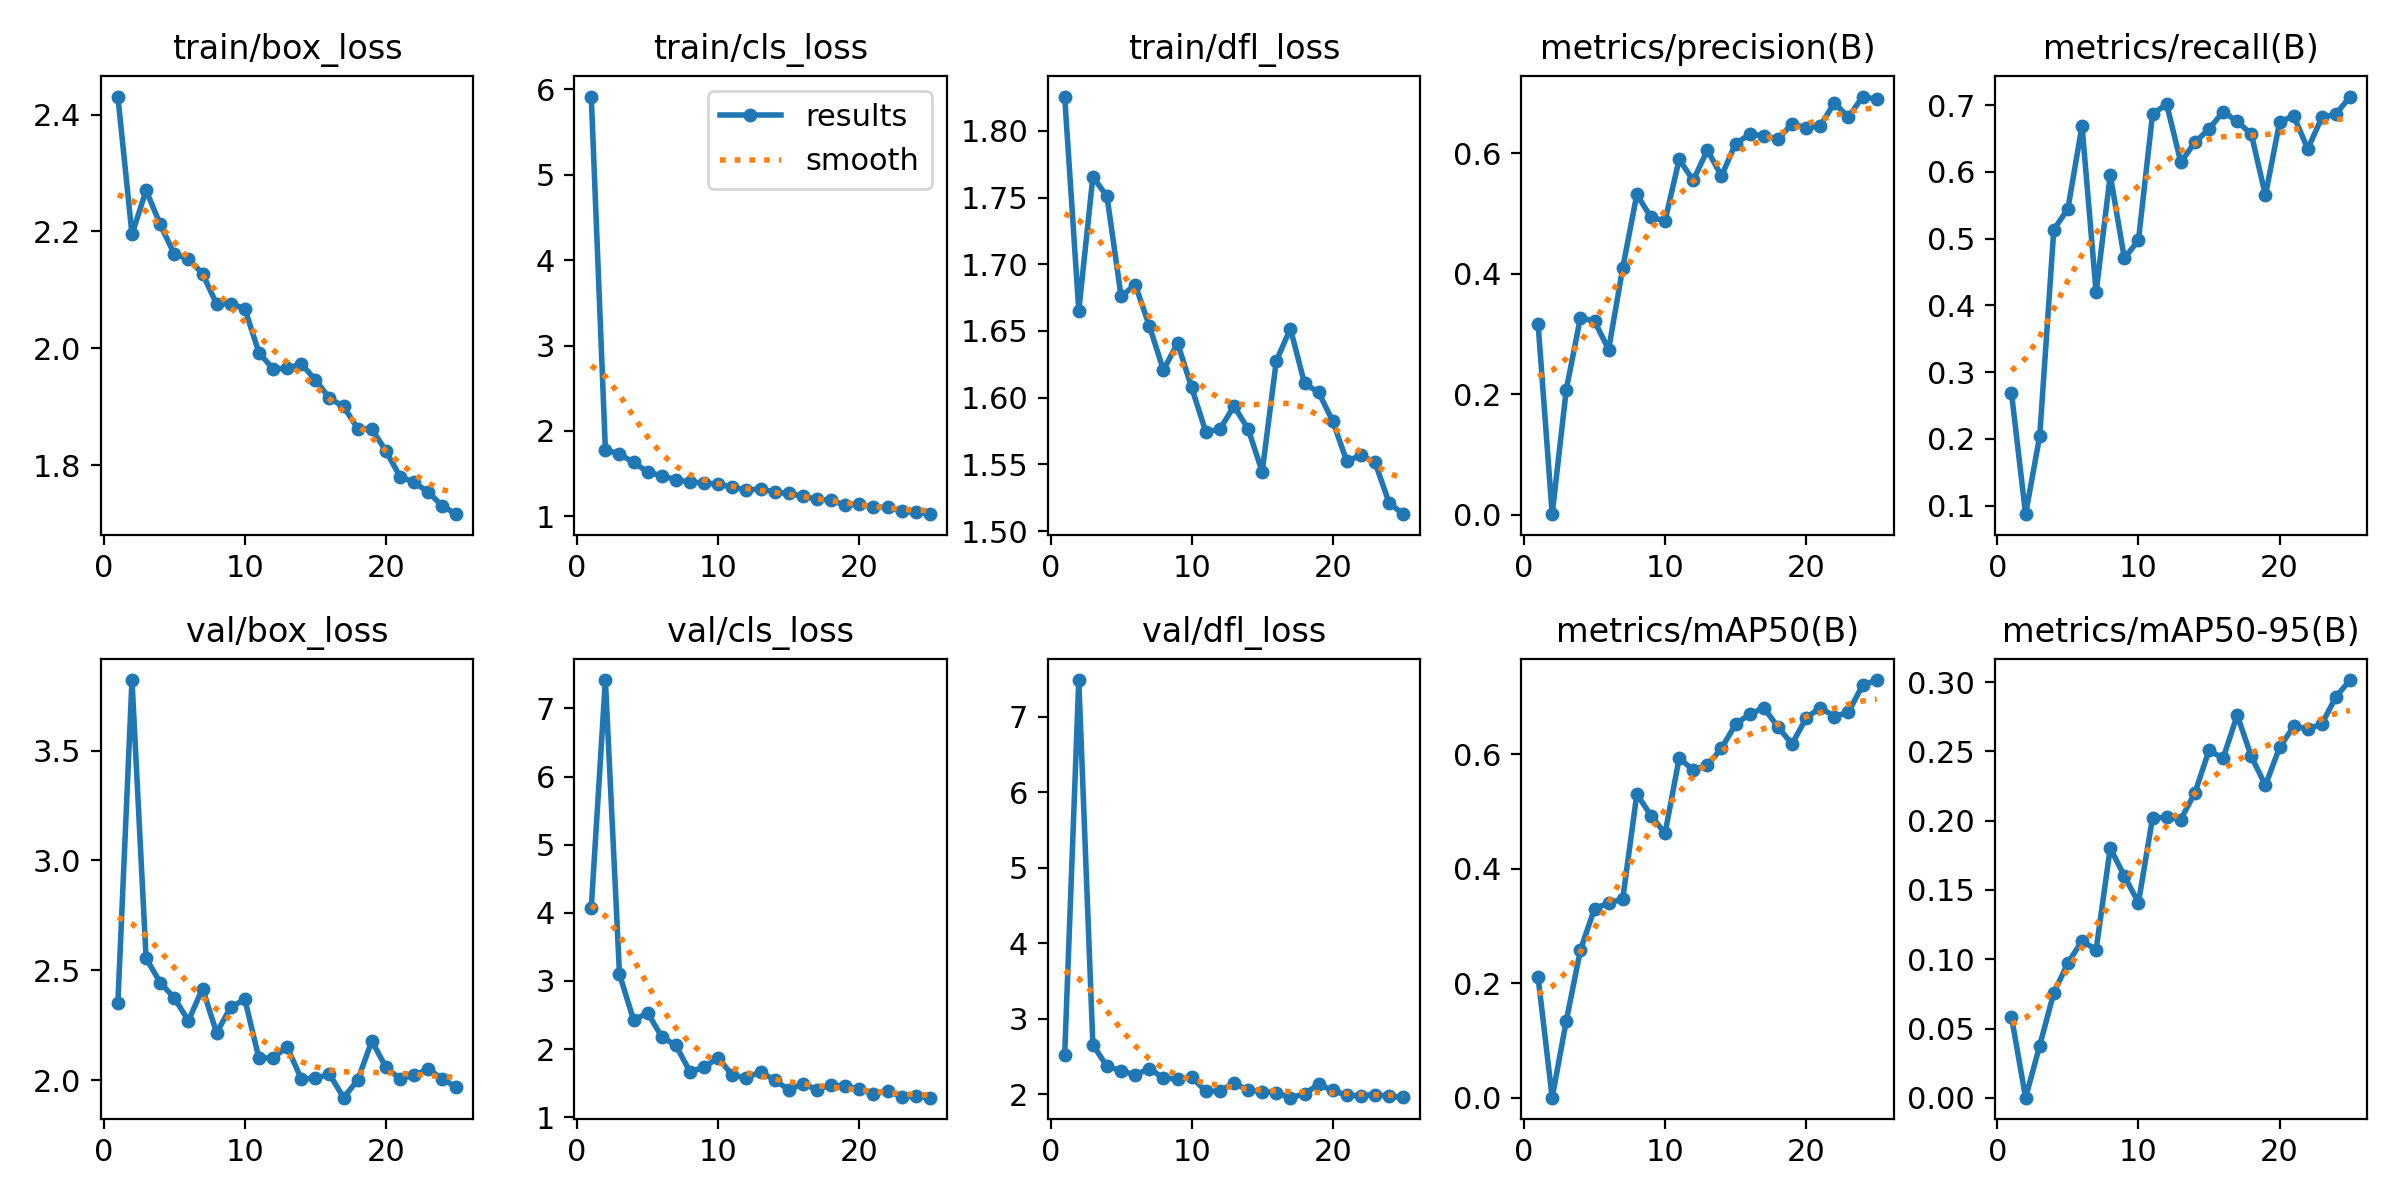 train/box_loss
2.4
2.2
2.0
1.8
0 10 20
train/cls_loss
6
5
4
3
2
1
0 10 20
results
smooth
train/dfl_loss
1.80
1.75
1.70
1.65
1.60
1.55
1.50
0 10 20
metrics/precision(B)
0.6
0.4
0.2
0.0
0 10 20
metrics/recall(B)
0.7
0.6
0.5
0.4
0.3
0.2
0.1
0 10 20
val/box_loss
3.5
3.0
2.5
2.0
0 10 20
val/cls_loss
7
6
5
4
3
2
1
0 10 20
val/dfl_loss
7
6
5
4
3
2
0 10 20
metrics/mAP50(B)
0.6
0.4
0.2
0.0
0 10 20
metrics/mAP50-95(B)
0.30
0.25
0.20
0.15
0.10
0.05
0.00
0 10 20